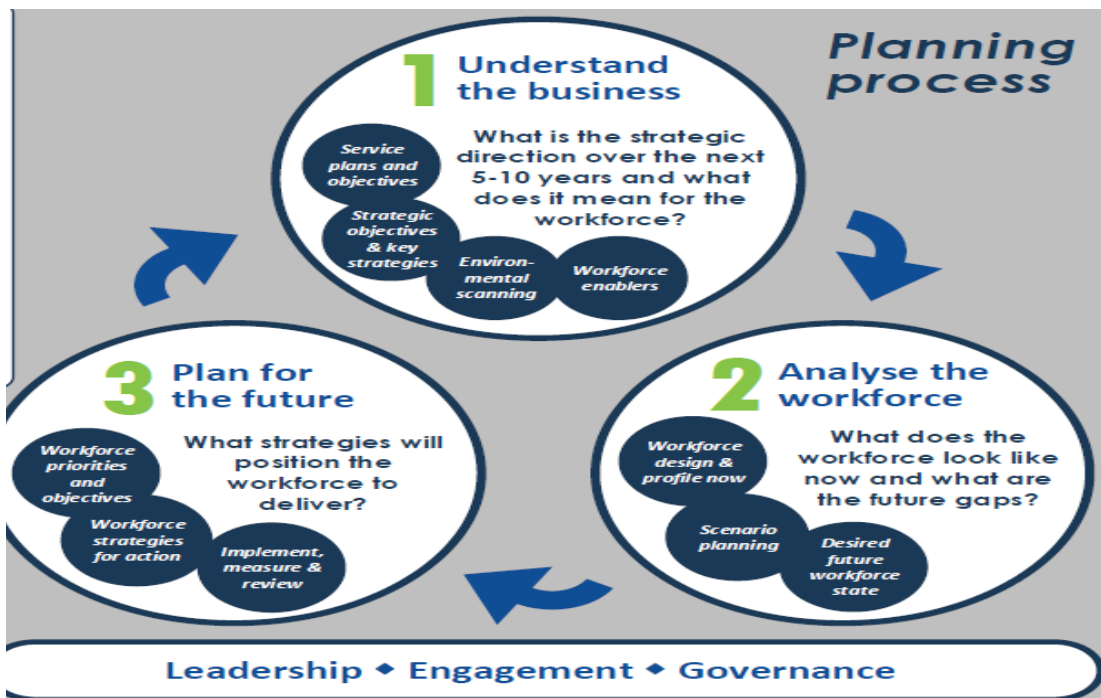 Planning
process
1
Understand
the business
What is the strategic
direction over the next
5-10 years and what
does it mean for the
workforce?
Service
plans and
objectives
Strategic
objectives
& key
strategies
Environ-
mental
scanning
Workforce
enablers
2
Analyse the
workforce
What does the
workforce look like
now and what are
the future gaps?
Workforce
design &
profile now
Scenario
planning
Desired
future
workforce
state
3
Plan for
the future
What strategies will
position the
workforce to
deliver?
Workforce
priorities
and
objectives
Workforce
strategies
for action
Implement,
measure &
review
Leadership ◆ Engagement ◆ Governance